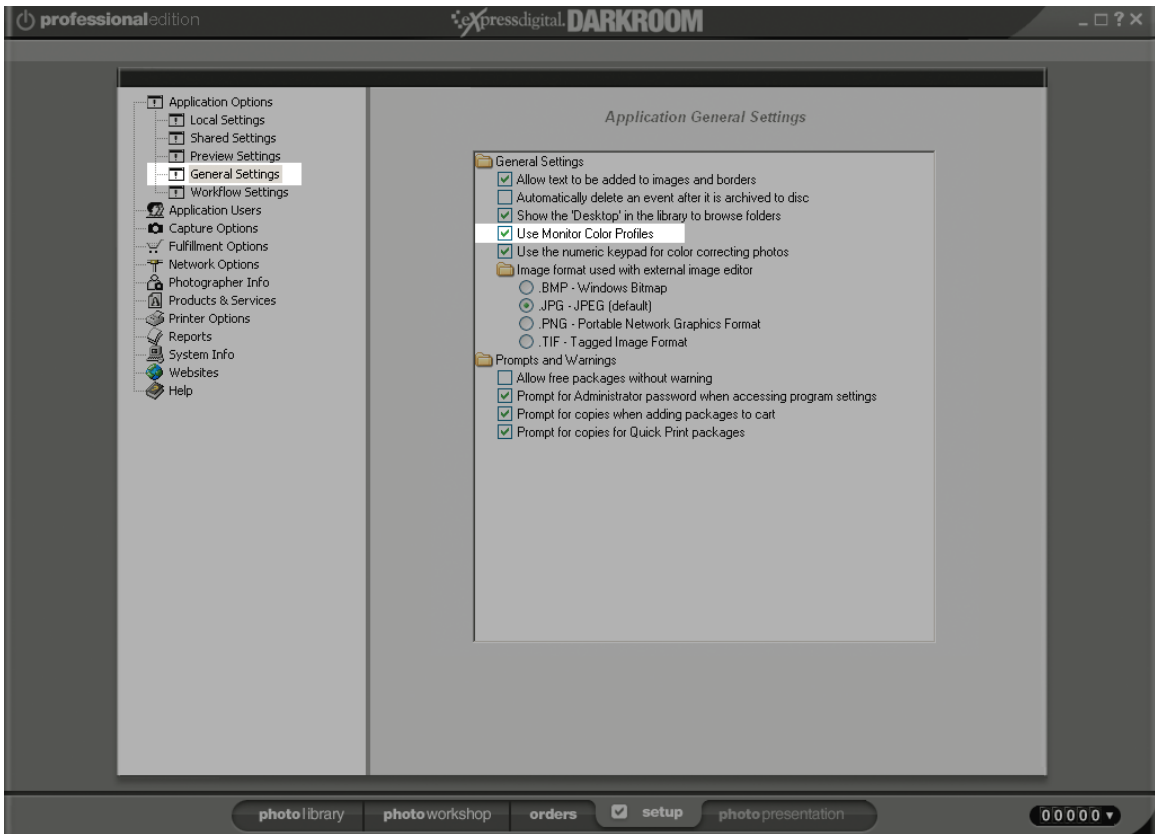 professionaledition
expressdigital. DARKROOM
Application Options
Local Settings
Shared Settings
Preview Settings
General Settings
Workflow Settings
Application Users
Capture Options
Fulfillment Options
Network Options
Photographer Info
Products & Services
Printer Options
Reports
System Info
Websites
Help
Application General Settings
General Settings
Allow text to be added to images and borders
Automatically delete an event after it is archived to disc
Show the 'Desktop' in the library to browse folders
Use Monitor Color Profiles
Use the numeric keypad for color correcting photos
Image format used with external image editor
.BMP - Windows Bitmap
.JPG - JPEG (default)
.PNG - Portable Network Graphics Format
.TIF - Tagged Image Format
Prompts and Warnings
Allow free packages without warning
Prompt for Administrator password when accessing program settings
Prompt for copies when adding packages to cart
Prompt for copies for Quick Print packages
photolibrary
photoworkshop
orders
setup
photopresentation
00000